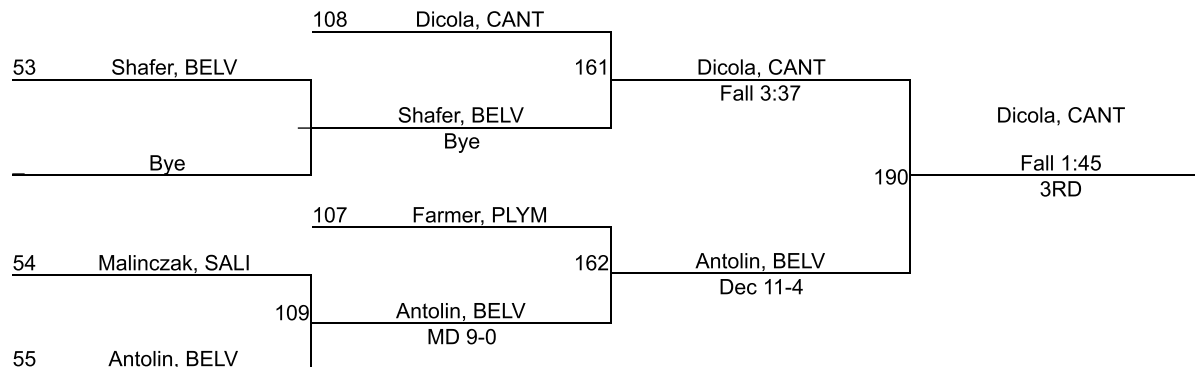 108 Dicola, CANT
53 Shafer, BELV
161 Dicola, CANT
Fall 3:37
Shafer, BELV
Bye
Dicola, CANT
Bye
Fall 1:45
190
3RD
107 Farmer, PLYM
54 Malinczak, SALI
162 Antolin, BELV
Dec 11-4
109 Antolin, BELV
MD 9-0
55 Antolin, BELV